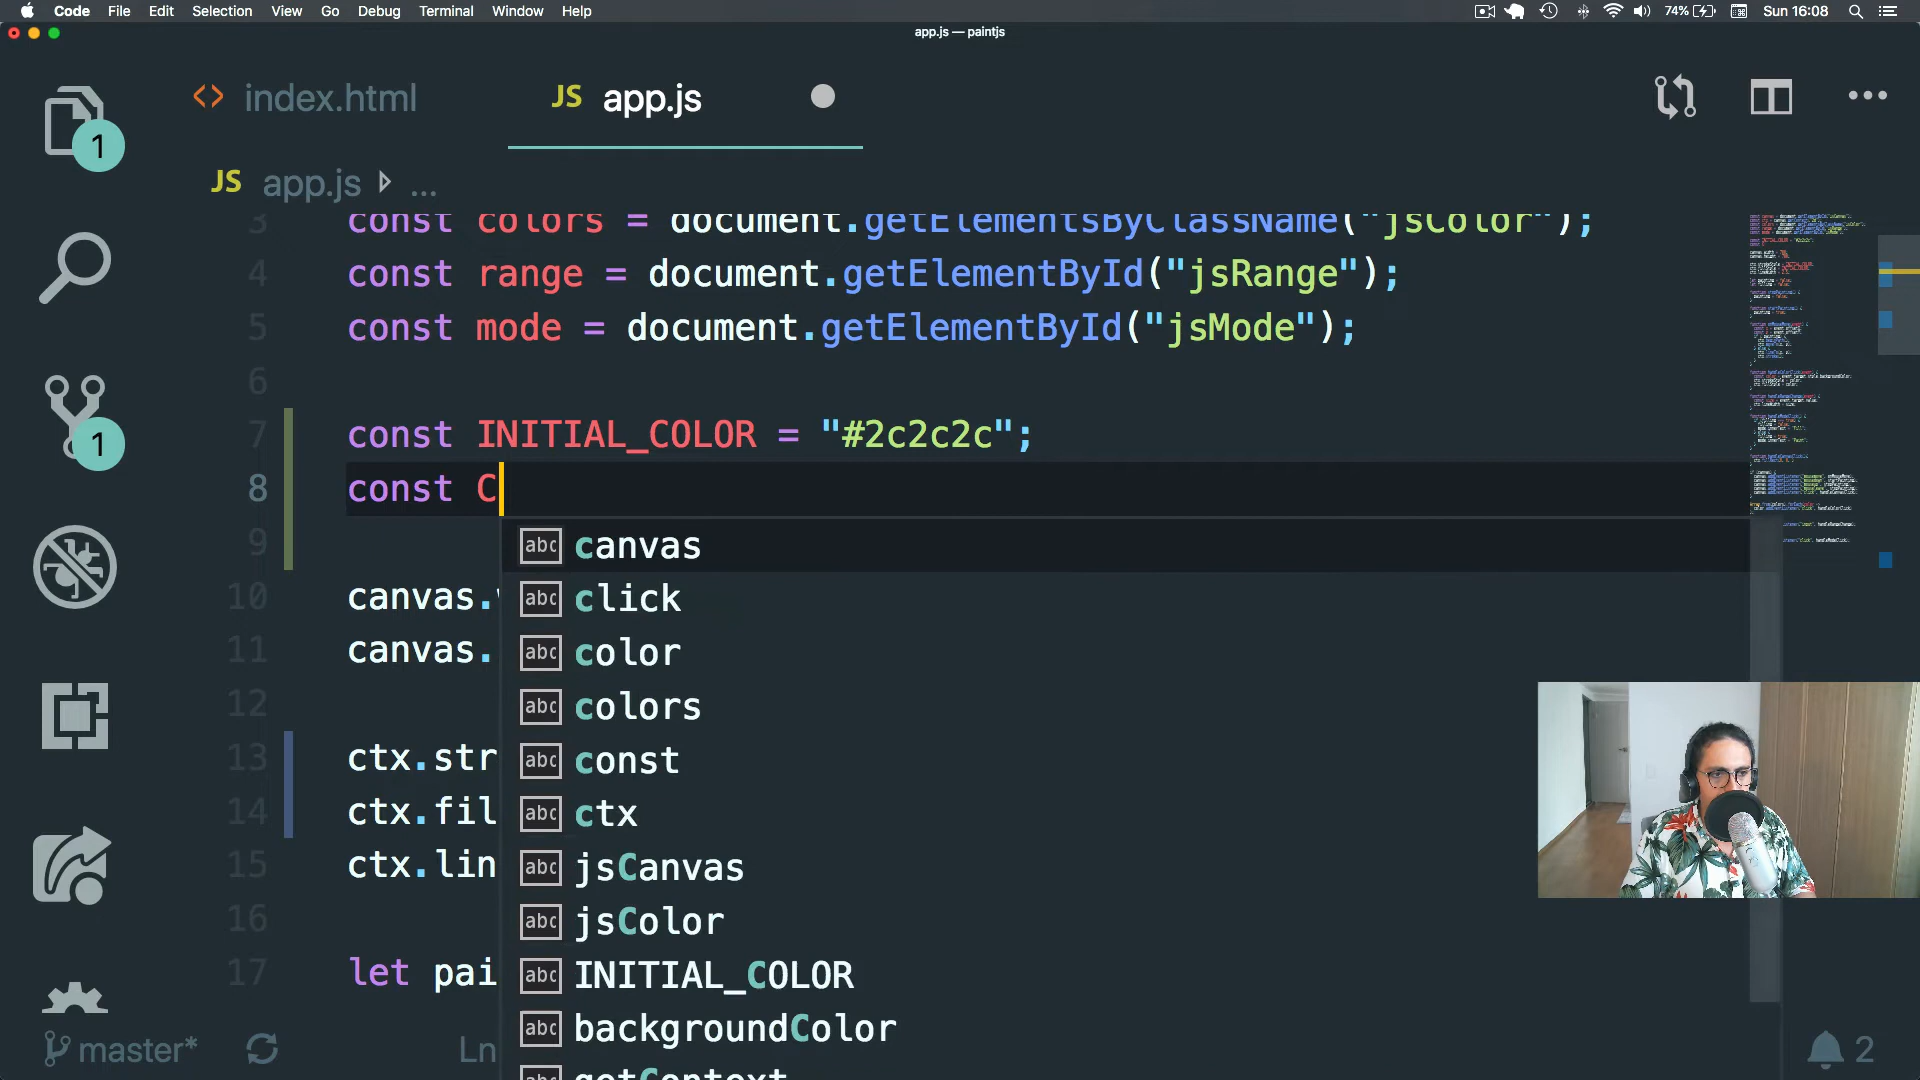 Code File Edit Selection View Go Debug Terminal Window Help 74% Sun 16:08
app.js — paintjs
index.html JS app.js
JS app.js ...
3 const colors = document.getElementsByClassName("jsColor");
4 const range = document.getElementById("jsRange");
5 const mode = document.getElementById("jsMode");
6
7 const INITIAL_COLOR = "#2c2c2c";
8 const C
9
abc canvas
10 canvas.
abc click
11 canvas.
abc color
12
abc colors
13 ctx.str
abc const
14 ctx.fil
abc ctx
15 ctx.lin
abc jsCanvas
16
abc jsColor
17 let pai
abc INITIAL_COLOR
abc backgroundColor
abc getContext
1
1
master* Ln 2